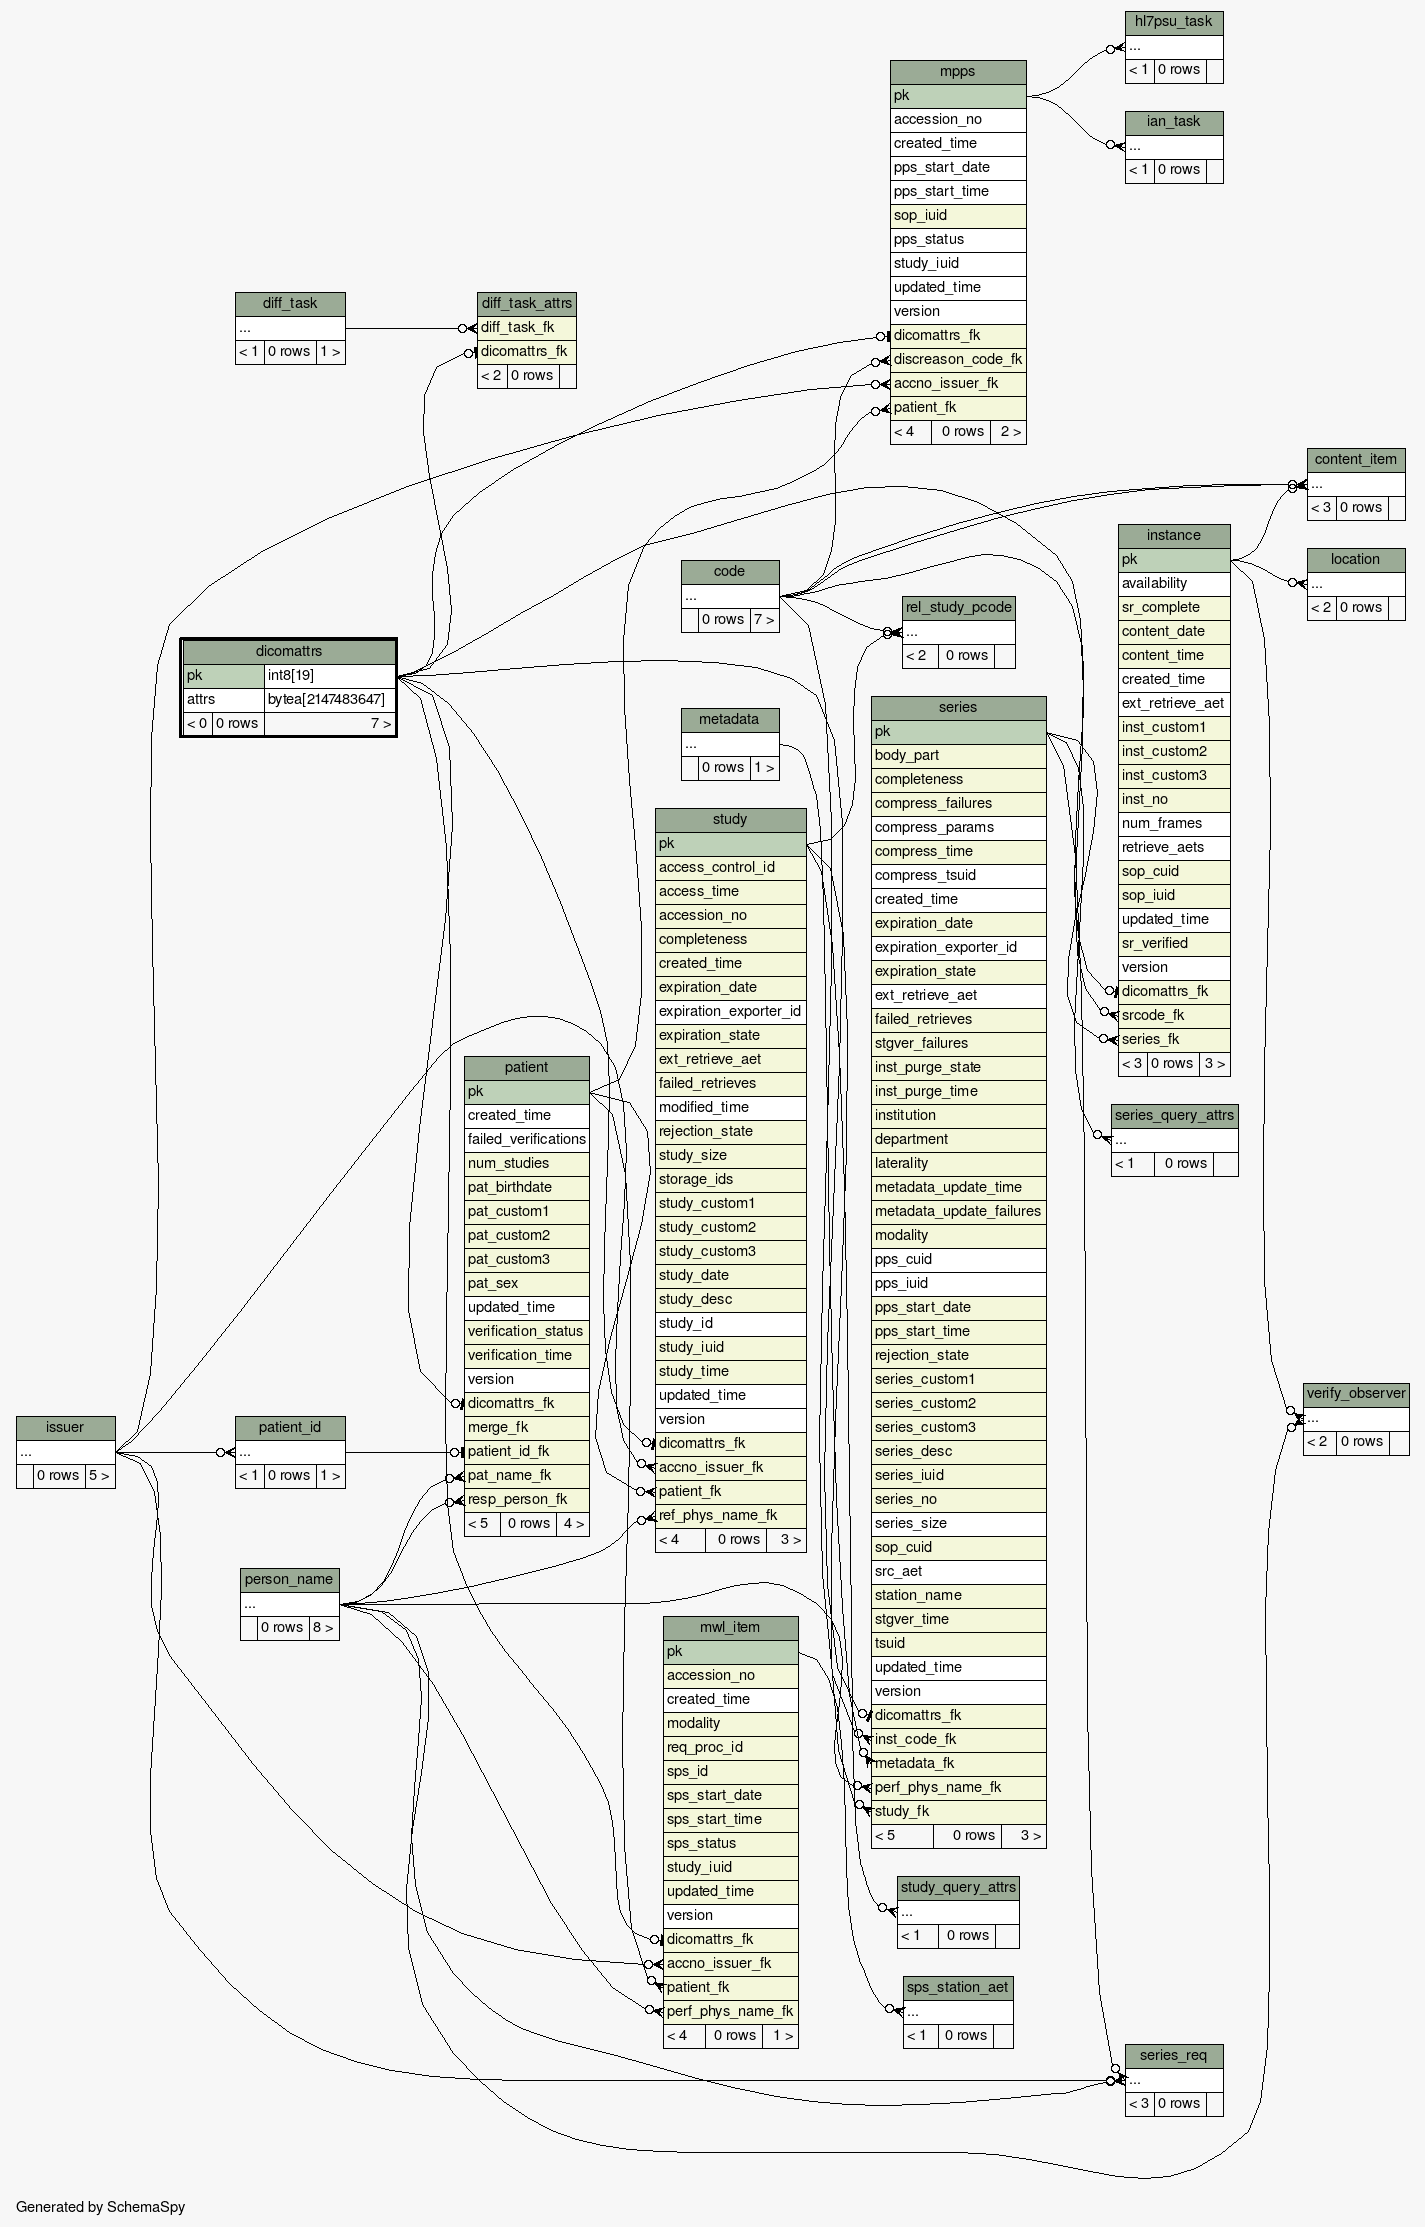 hl7psu_task
...
< 1 0 rows
mpps
pk
accession_no
created_time
pps_start_date
pps_start_time
sop_iuid
pps_status
study_iuid
updated_time
version
dicomattrs_fk
discreason_code_fk
accno_issuer_fk
patient_fk
< 4 0 rows 2 >
ian_task
...
< 1 0 rows
diff_task
...
< 1 0 rows 1 >
diff_task_attrs
diff_task_fk
dicomattrs_fk
< 2 0 rows
content_item
...
< 3 0 rows
instance
pk
availability
sr_complete
content_date
content_time
created_time
ext_retrieve_aet
inst_custom1
inst_custom2
inst_custom3
inst_no
num_frames
retrieve_aets
sop_cuid
sop_iuid
updated_time
sr_verified
version
dicomattrs_fk
srcode_fk
series_fk
< 3 0 rows 3 >
location
...
< 2 0 rows
code
...
0 rows 7 >
rel_study_pcode
...
< 2 0 rows
dicomattrs
pk int8[19]
attrs bytea[2147483647]
< 0 0 rows 7 >
metadata
...
0 rows 1 >
series
pk
body_part
completeness
compress_failures
compress_params
compress_time
compress_tsuid
created_time
expiration_date
expiration_exporter_id
expiration_state
ext_retrieve_aet
failed_retrieves
stgver_failures
inst_purge_state
inst_purge_time
institution
department
laterality
metadata_update_time
metadata_update_failures
modality
pps_cuid
pps_iuid
pps_start_date
pps_start_time
rejection_state
series_custom1
series_custom2
series_custom3
series_desc
series_iuid
series_no
series_size
sop_cuid
src_aet
station_name
stgver_time
tsuid
updated_time
version
dicomattrs_fk
inst_code_fk
metadata_fk
perf_phys_name_fk
study_fk
< 5 0 rows 3 >
study
pk
access_control_id
access_time
accession_no
completeness
created_time
expiration_date
expiration_exporter_id
expiration_state
ext_retrieve_aet
failed_retrieves
modified_time
rejection_state
study_size
storage_ids
study_custom1
study_custom2
study_custom3
study_date
study_desc
study_id
study_iuid
study_time
updated_time
version
dicomattrs_fk
accno_issuer_fk
patient_fk
ref_phys_name_fk
< 4 0 rows 3 >
patient
pk
created_time
failed_verifications
num_studies
pat_birthdate
pat_custom1
pat_custom2
pat_custom3
pat_sex
updated_time
verification_status
verification_time
version
dicomattrs_fk
merge_fk
patient_id_fk
pat_name_fk
resp_person_fk
< 5 0 rows 4 >
series_query_attrs
...
< 1 0 rows
verify_observer
...
< 2 0 rows
issuer
...
0 rows 5 >
patient_id
...
< 1 0 rows 1 >
person_name
...
0 rows 8 >
mwl_item
pk
accession_no
created_time
modality
req_proc_id
sps_id
sps_start_date
sps_start_time
sps_status
study_iuid
updated_time
version
dicomattrs_fk
accno_issuer_fk
patient_fk
perf_phys_name_fk
< 4 0 rows 1 >
study_query_attrs
...
< 1 0 rows
sps_station_aet
...
< 1 0 rows
series_req
...
< 3 0 rows
Generated by SchemaSpy